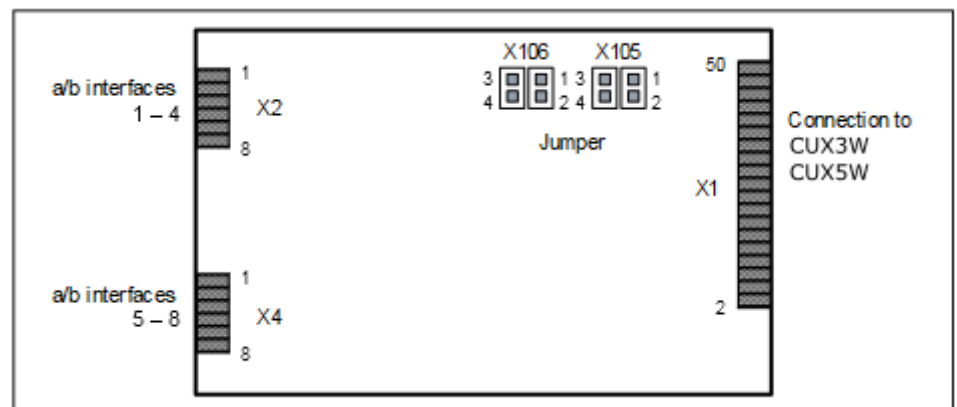 X106 X105
3 1 3 1
4 2 4 2
Jumper
a/b interfaces
1 – 4
1
X2
8
50
X1
2
Connection to
CUX3W
CUX5W
a/b interfaces
5 – 8
1
X4
8